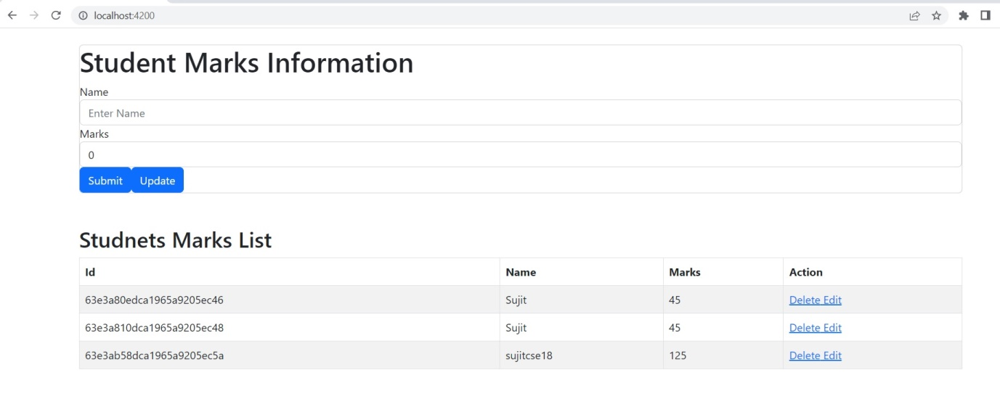 localhost:4200
Student Marks Information
Name
Enter Name
Marks
0
Submit Update
Studnets Marks List
Id Name Marks Action
63e3a80edca1965a9205ec46 Sujit 45 Delete Edit
63e3a810dca1965a9205ec48 Sujit 45 Delete Edit
63e3ab58dca1965a9205ec5a sujitcse18 125 Delete Edit